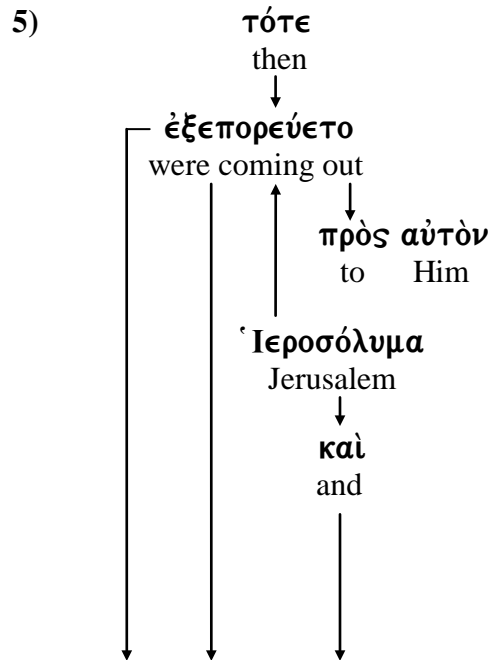 5) τότε
then
ἐξεπορεύετο
were coming out
πρὸς αὐτὸν
to Him
Ἱεροσόλυμα
Jerusalem
καὶ
and